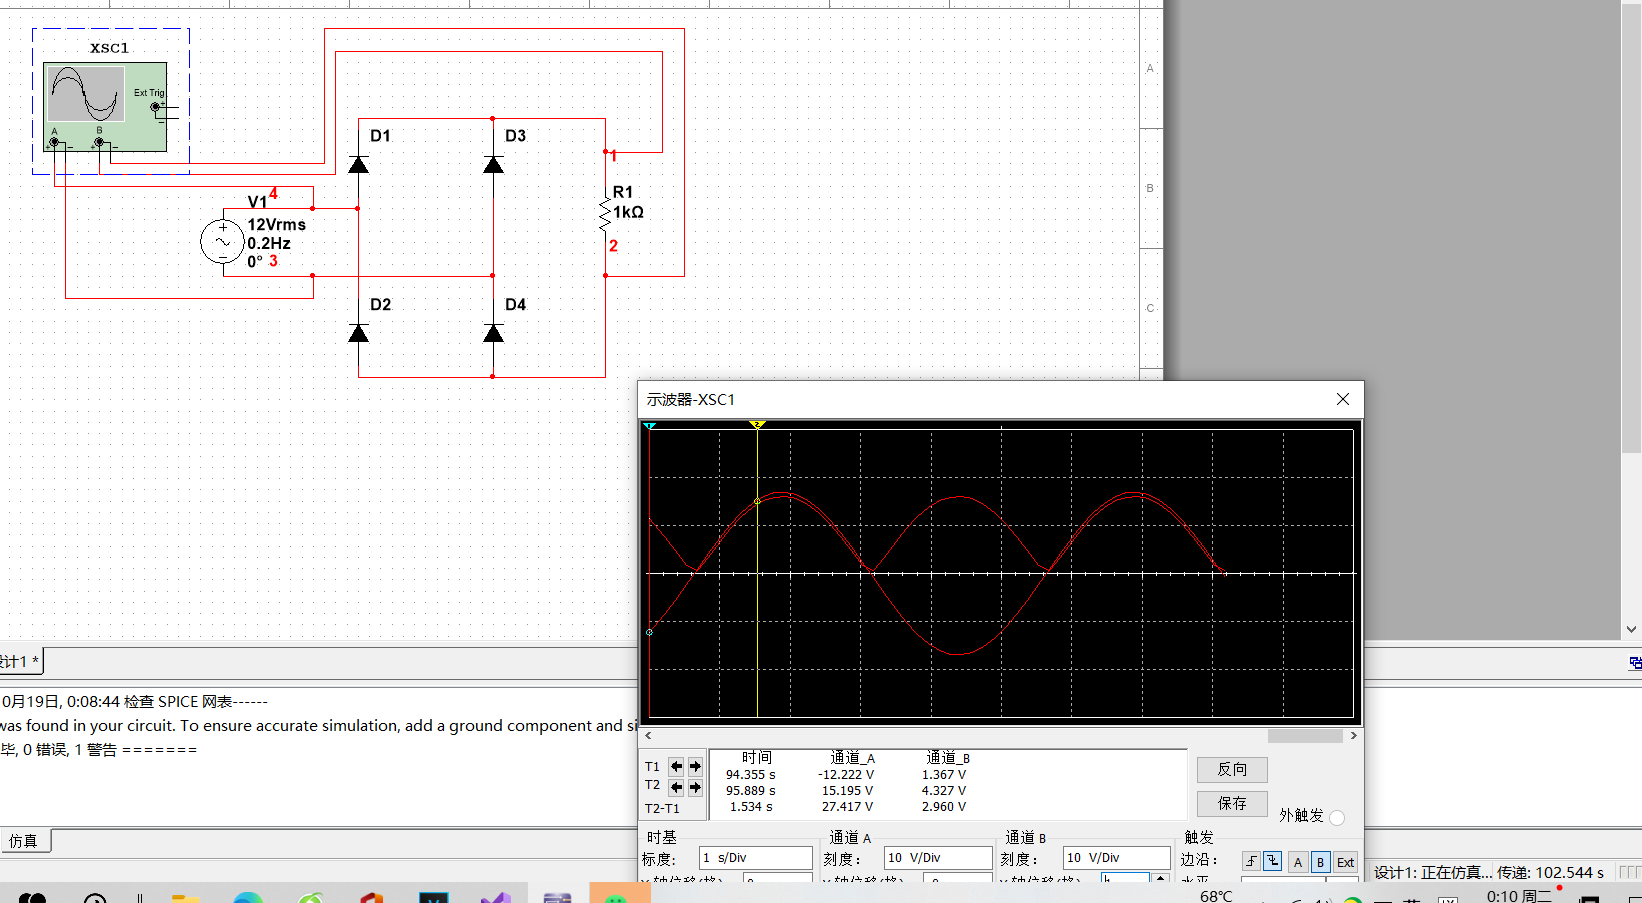 XSC1
Ext Trig
A
B
A
B
C
D1
D3
1
R1
1kΩ
2
V1
4
12Vrms
0.2Hz
0°
3
D2
D4
示波器-XSC1
设计1 *
0月19日, 0:08:44 检查 SPICE 网表------
was found in your circuit. To ensure accurate simulation, add a ground component and si
毕, 0 错误, 1 警告 =======
仿真
时间 通道_A 通道_B
T1 94.355 s -12.222 V 1.367 V
T2 95.889 s 15.195 V 4.327 V
T2-T1 1.534 s 27.417 V 2.960 V
反向
保存
外触发
时基
标度: 1 s/Div
通道 A
刻度: 10 V/Div
通道 B
刻度: 10 V/Div
触发
边沿: A B Ext
设计1: 正在仿真... 传递: 102.544 s
68℃
0:10 周二